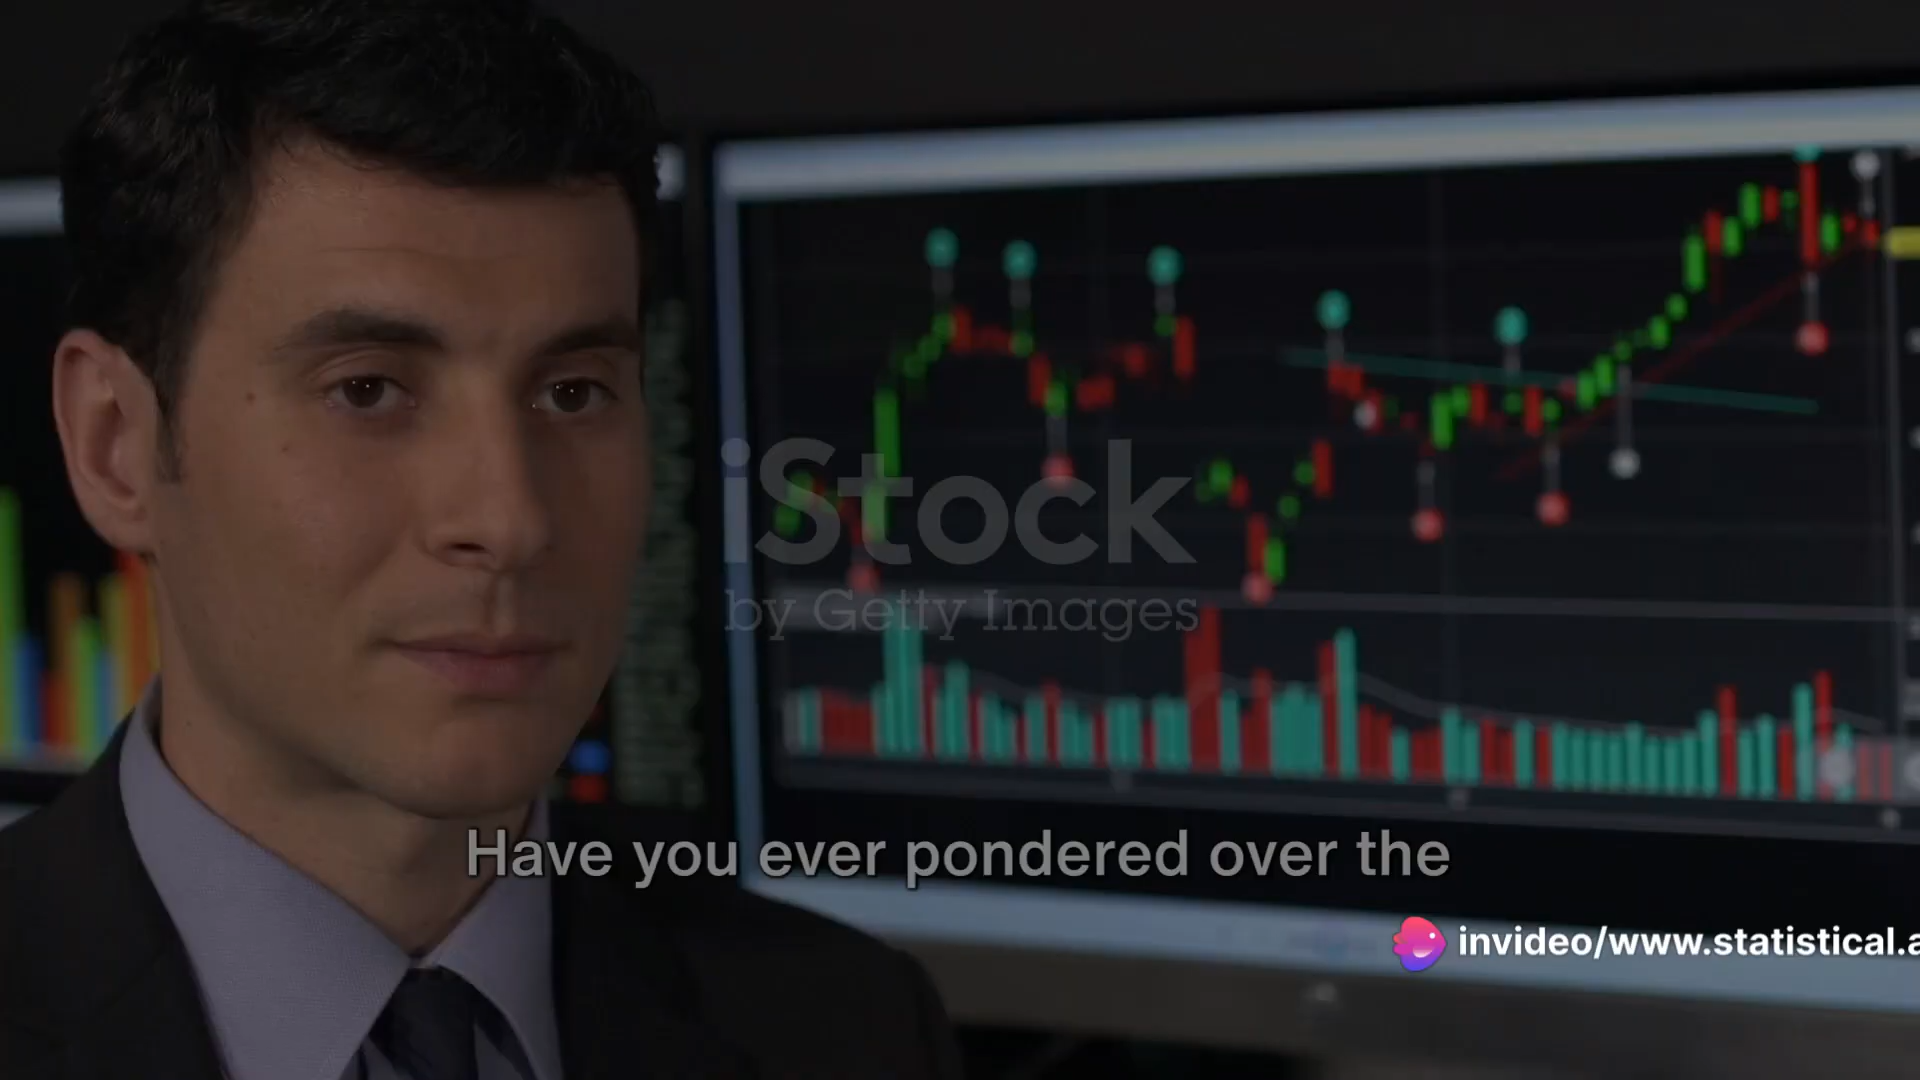 iStock
by Getty Images
Have you ever pondered over the
invideo/www.statistical.a